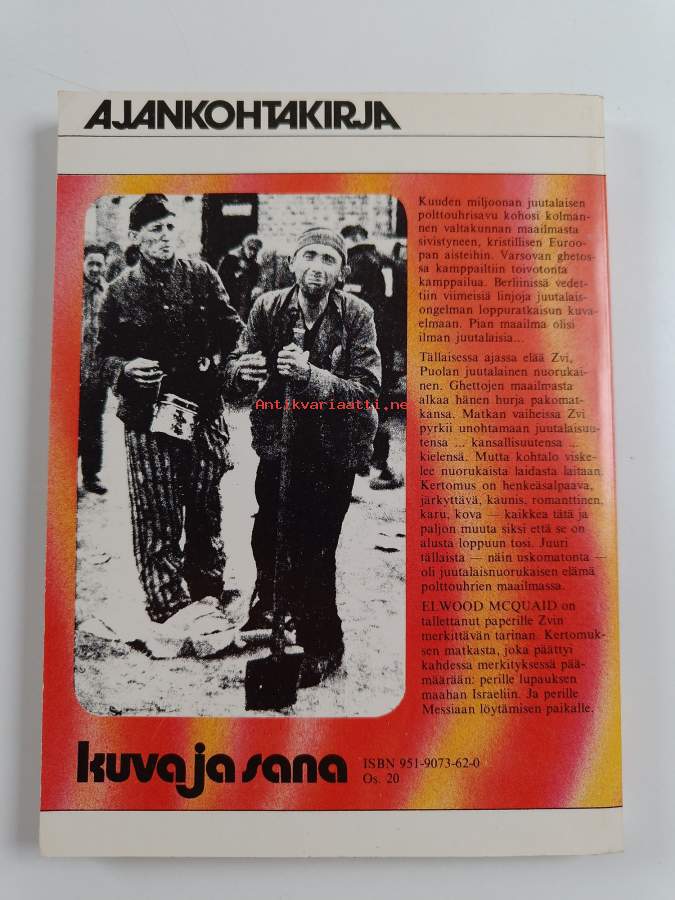 AJANKOHTAKIRJA
Kuuden miljoonan juutalaisen
polttouhrisavu kohosi kolman-
nen valtakunnan maailmasta
sivistyneen, kristillisen Euroo-
pan aisteihin. Varsovan ghetos-
sa kamppailtiin toivotonta
kamppailua. Berliinissä vedet-
tiin viimeisiä linjoja juutalais-
ongelman loppuratkaisun kuva-
elmaan. Pian maailma olisi
ilman juutalaisia...
Tällaisessa ajassa elää Zvi,
Puolan juutalainen nuorukai-
nen. Ghettojen maailmasta
alkaa hänen hurja pakomat-
kansa. Matkan vaiheissa Zvi
pyrkii unohtamaan juutalaisuu-
tensa ... kansallisuutensa ...
kielensä. Mutta kohtalo viske-
lee nuorukaista laidasta laitaan.
Kertomus on henkeäsalpaava,
järkyttävä, kaunis, romanttinen,
karu, kova — kaikkea tätä ja
paljon muuta siksi että se on
alusta loppuun tosi. Juuri
tällaista — näin uskomatonta —
oli juutalaisnuorukaisen elämä
polttouhrien maailmassa.
ELWOOD MCQUAID on
tallettanut paperille Zvin
merkittävän tarinan. Kertomuk-
sen matkasta, joka päättyi
kahdessa merkityksessä pää-
määrään: perille lupauksen
maahan Israeliin. Ja perille
Messiaan löytämisen paikalle.
Antikvariaatti.net
kuva ja sana
ISBN 951-9073-62-0
Os. 20